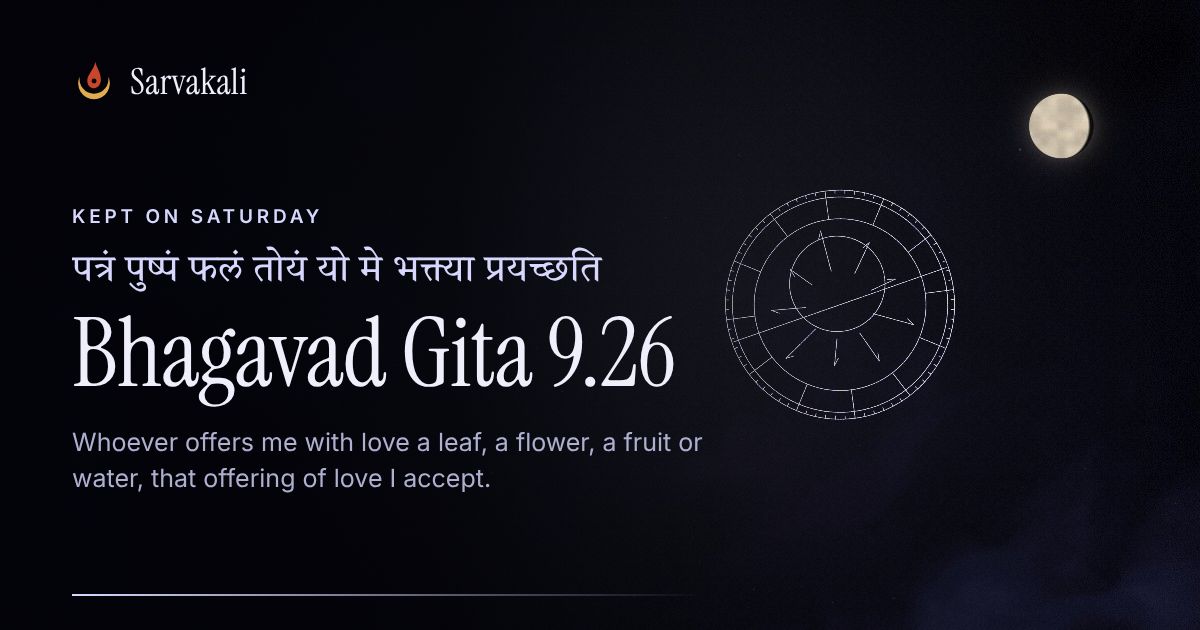 Sarvakali
KEPT ON SATURDAY
पत्रं पुष्पं फलं तोयं यो मे भक्त्या प्रयच्छति
Bhagavad Gita 9.26
Whoever offers me with love a leaf, a flower, a fruit or
water, that offering of love I accept.